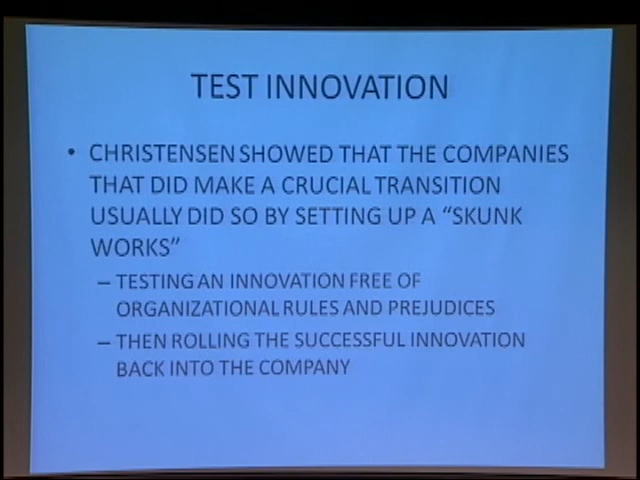 TEST INNOVATION
• CHRISTENSEN SHOWED THAT THE COMPANIES
THAT DID MAKE A CRUCIAL TRANSITION
USUALLY DID SO BY SETTING UP A “SKUNK
WORKS”
– TESTING AN INNOVATION FREE OF
ORGANIZATIONAL RULES AND PREJUDICES
– THEN ROLLING THE SUCCESSFUL INNOVATION
BACK INTO THE COMPANY